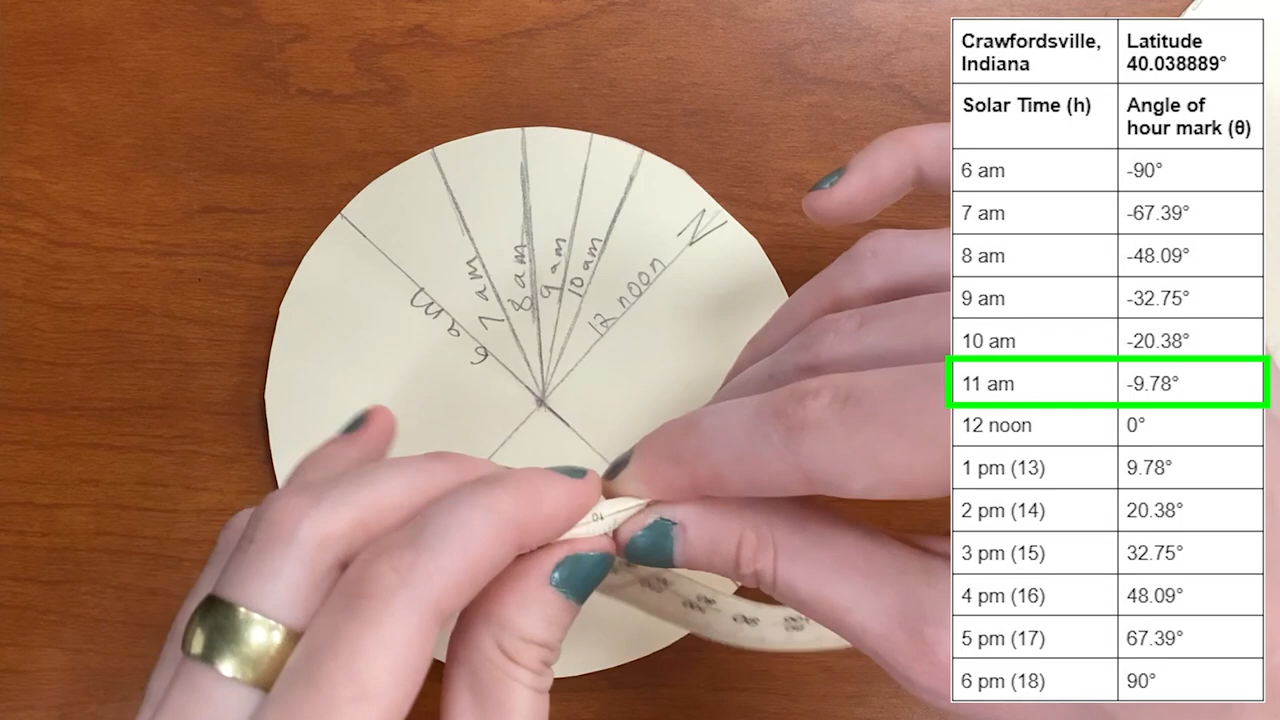 6 am
7 am
8 am
9 am
10 am
12 noon
N
Crawfordsville, Indiana
Latitude 40.038889°
Solar Time (h)
Angle of hour mark (θ)
6 am
-90°
7 am
-67.39°
8 am
-48.09°
9 am
-32.75°
10 am
-20.38°
11 am
-9.78°
12 noon
0°
1 pm (13)
9.78°
2 pm (14)
20.38°
3 pm (15)
32.75°
4 pm (16)
48.09°
5 pm (17)
67.39°
6 pm (18)
90°